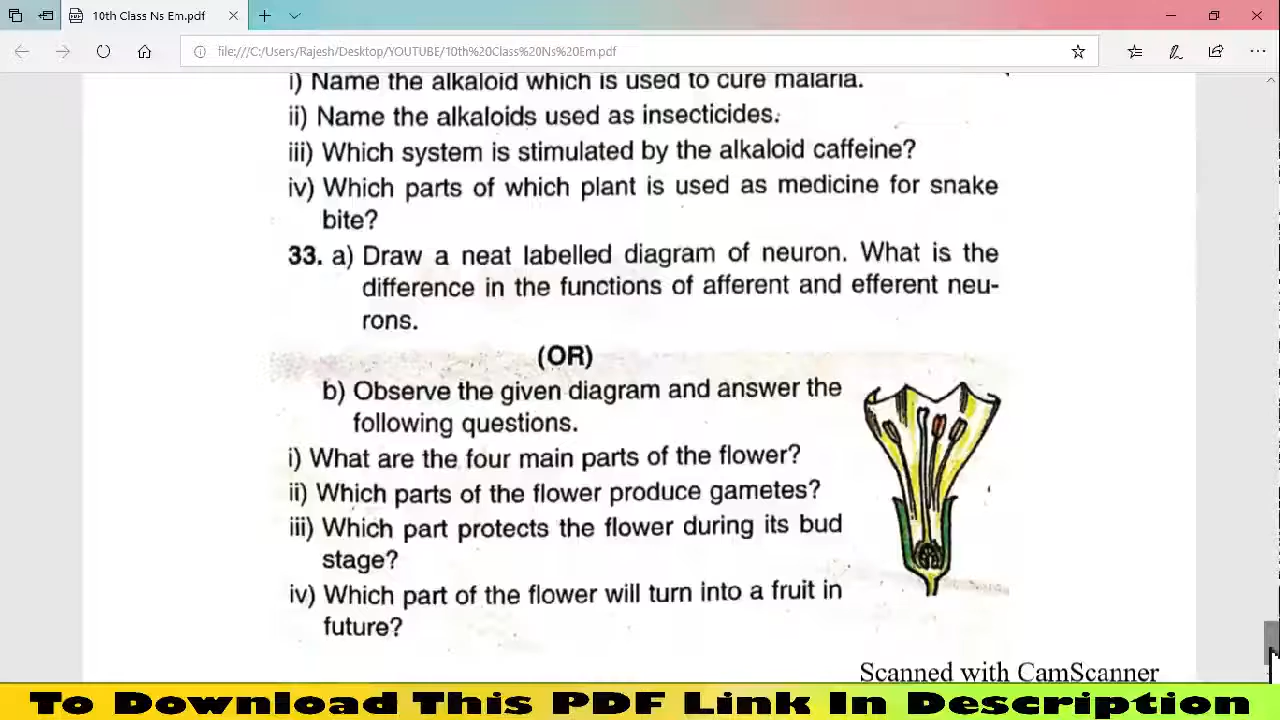 10th Class Ns Em.pdf
file:///C:/Users/Rajesh/Desktop/YOUTUBE/10th%20Class%20Ns%20Em.pdf
i) Name the alkaloid which is used to cure malaria.
ii) Name the alkaloids used as insecticides.
iii) Which system is stimulated by the alkaloid caffeine?
iv) Which parts of which plant is used as medicine for snake
bite?
33. a) Draw a neat labelled diagram of neuron. What is the
difference in the functions of afferent and efferent neu-
rons.
(OR)
b) Observe the given diagram and answer the
following questions.
i) What are the four main parts of the flower?
ii) Which parts of the flower produce gametes?
iii) Which part protects the flower during its bud
stage?
iv) Which part of the flower will turn into a fruit in
future?
Scanned with CamScanner
To Download This PDF Link In Description